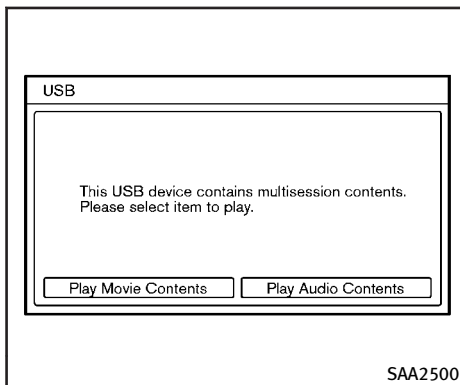 USB
This USB device contains multisession contents.
Please select item to play.
Play Movie Contents
Play Audio Contents
SAA2500